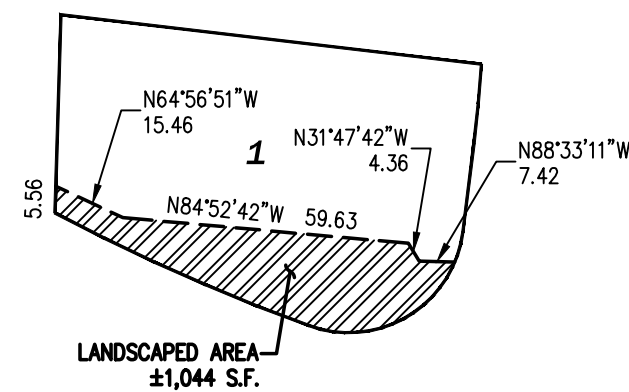 N64°56'51"W
15.46
1
N31°47'42"W
4.36
N88°33'11"W
7.42
5.56
N84°52'42"W 59.63
LANDSCAPED AREA
±1,044 S.F.